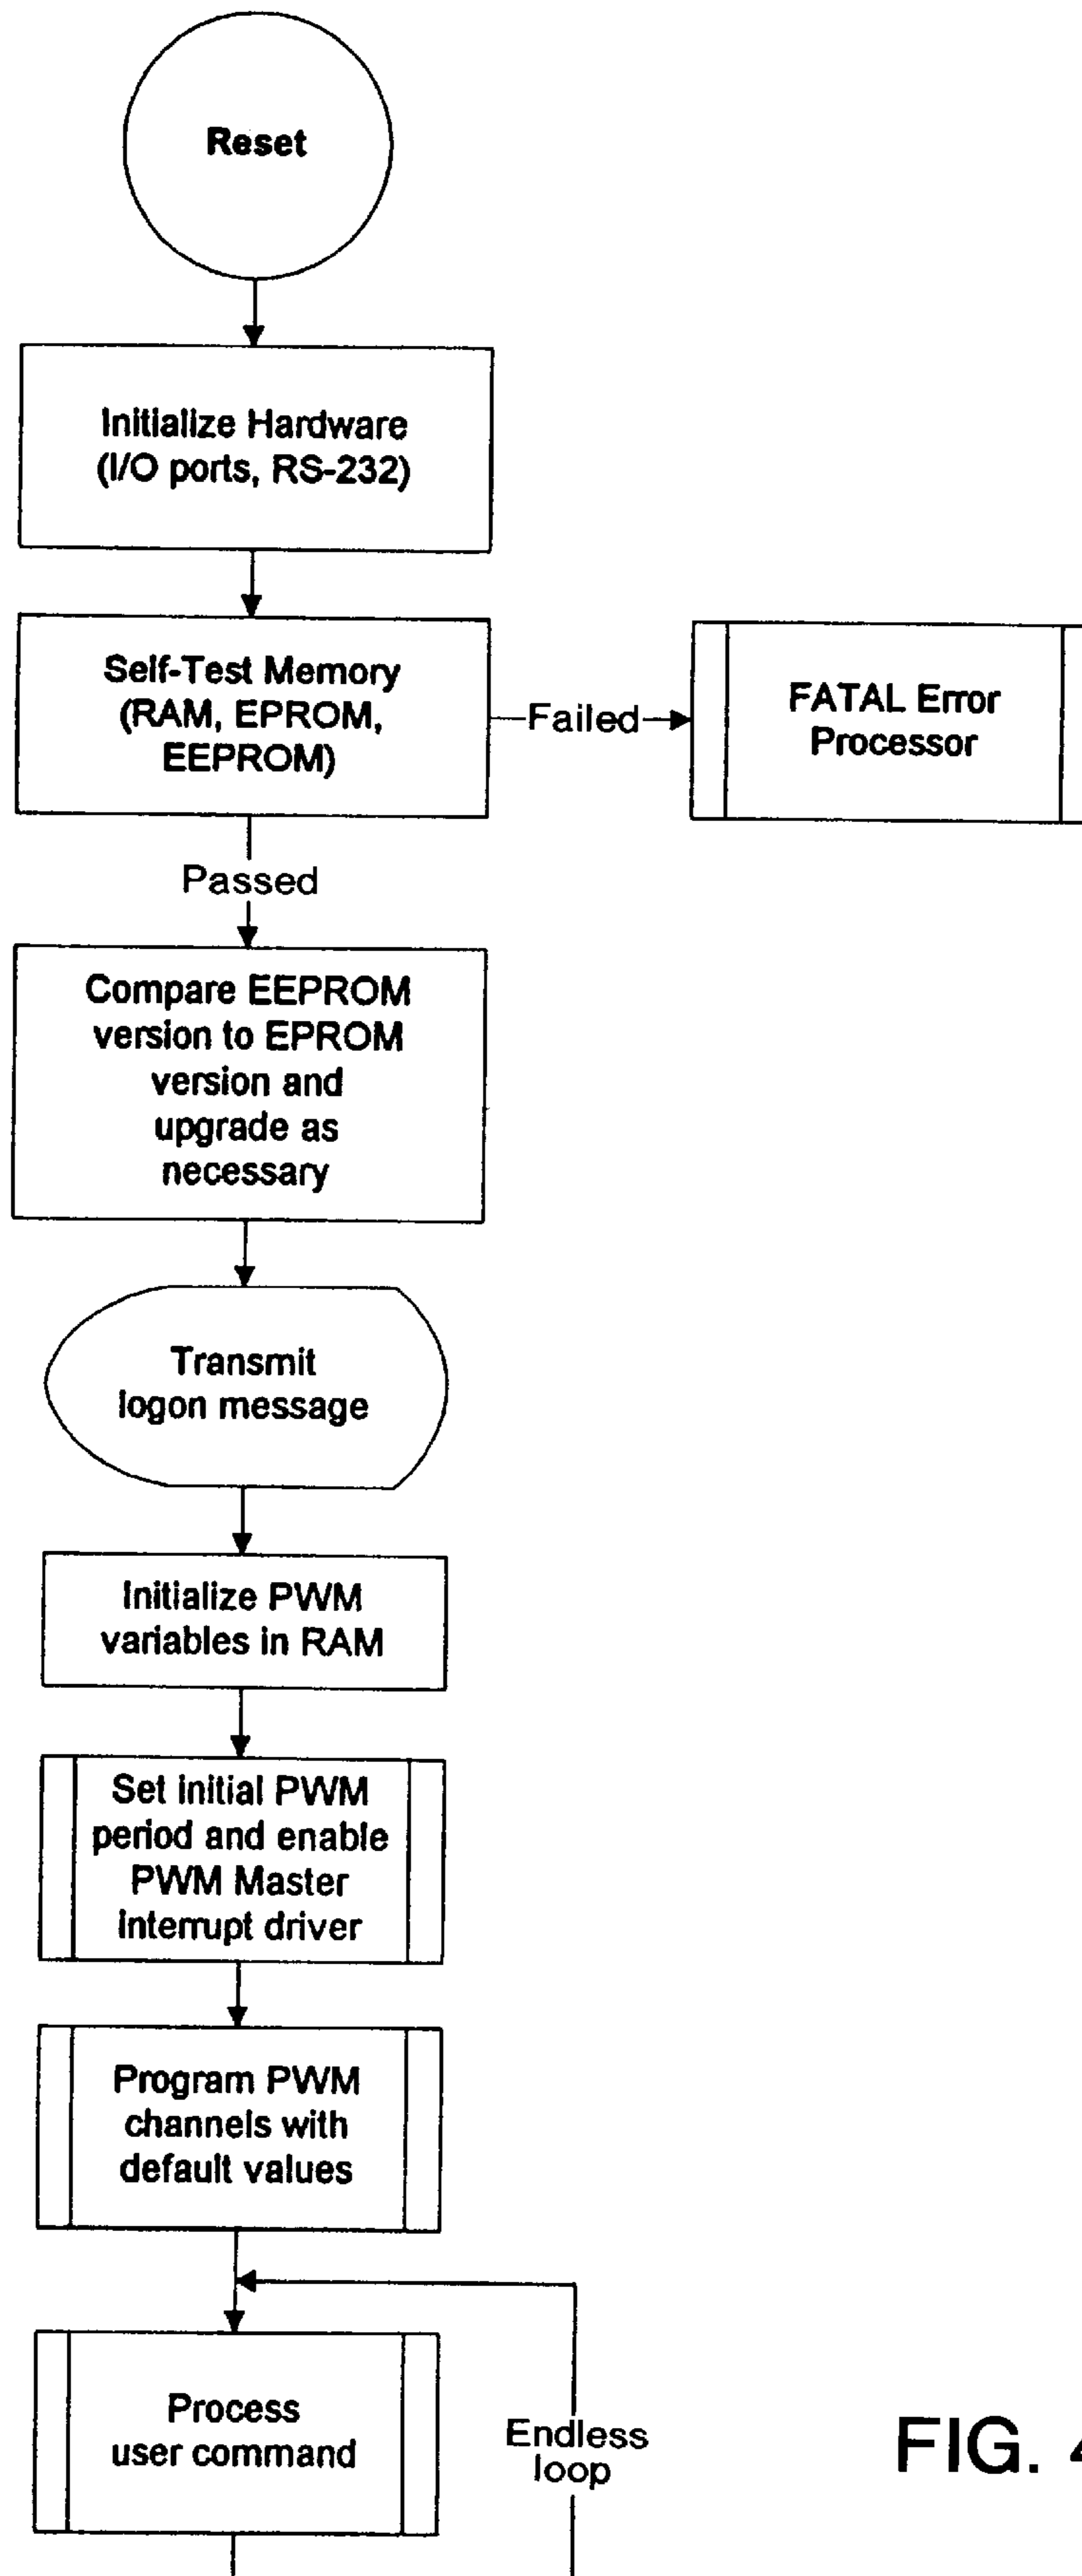 Reset
Initialize Hardware
(I/O ports, RS-232)
Self-Test Memory
(RAM, EPROM,
EEPROM)
Failed
FATAL Error
Processor
Passed
Compare EEPROM
version to EPROM
version and
upgrade as
necessary
Transmit
logon message
Initialize PWM
variables in RAM
Set initial PWM
period and enable
PWM Master
interrupt driver
Program PWM
channels with
default values
Process
user command
Endless
loop
FIG. 4